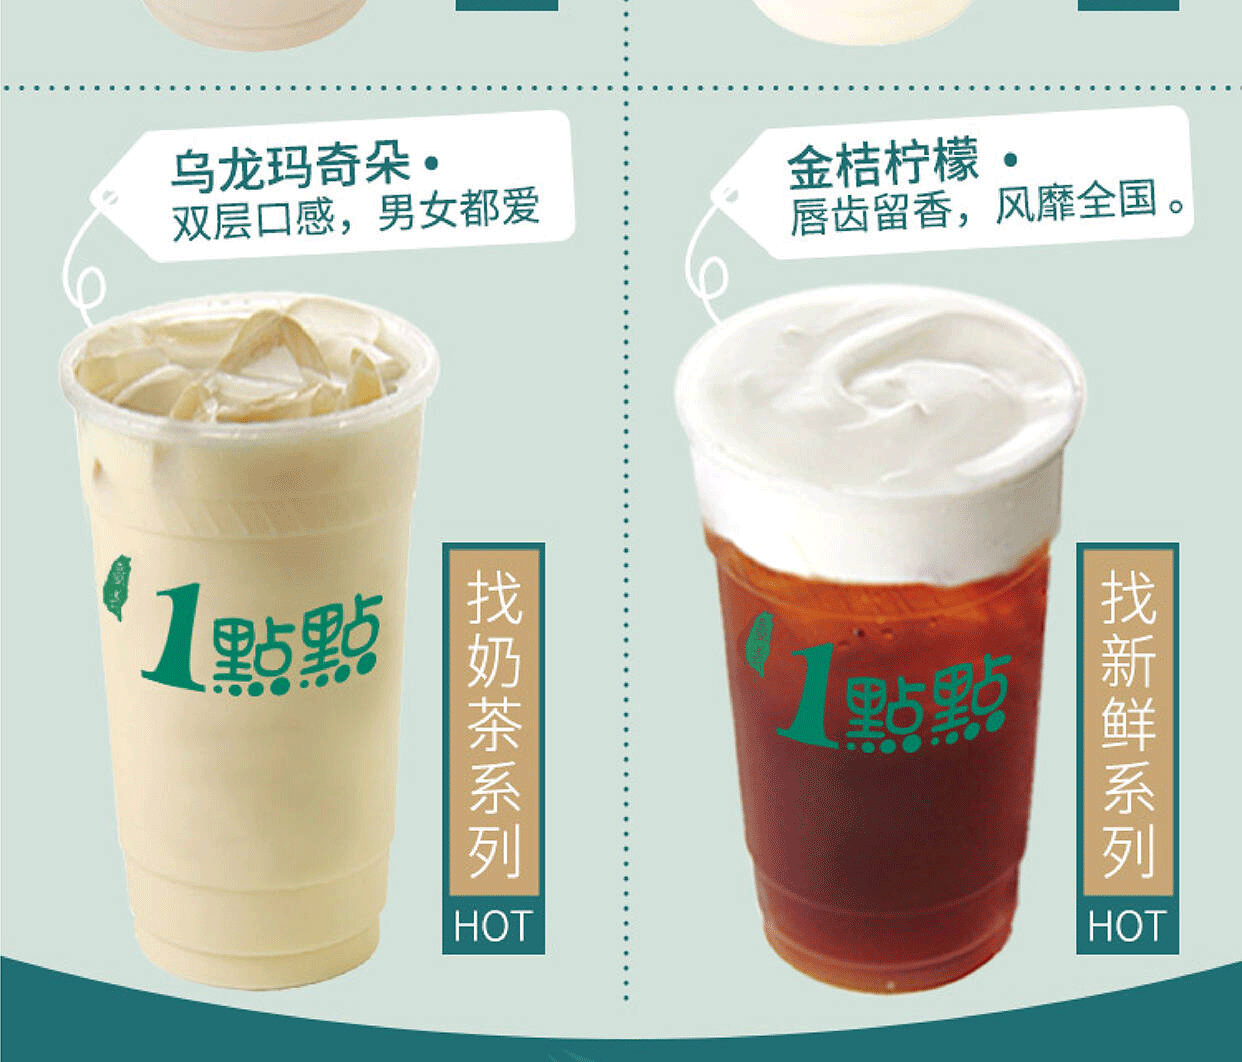 乌龙玛奇朵•
双层口感，男女都爱
金桔柠檬 •
唇齿留香，风靡全国。
1點點
找奶茶系列
HOT
1點點
找新鲜系列
HOT